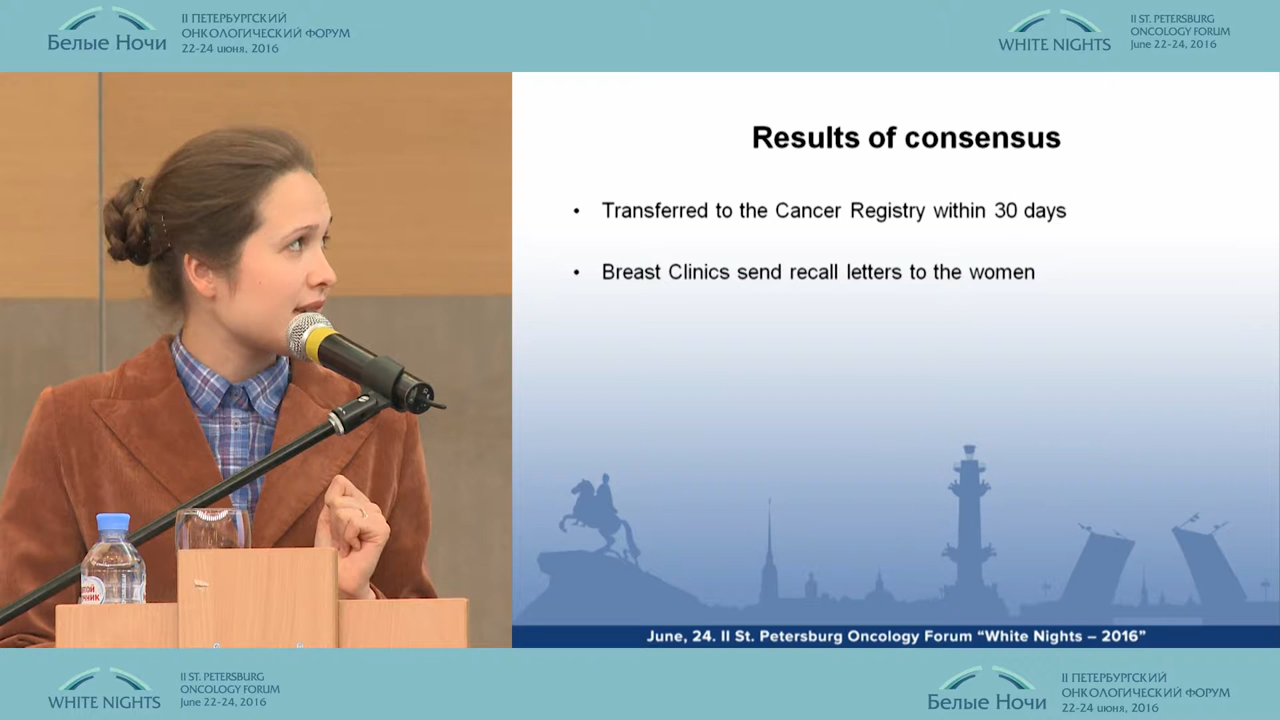 Белые Ночи
II ПЕТЕРБУРГСКИЙ
ОНКОЛОГИЧЕСКИЙ ФОРУМ
22-24 июня, 2016
WHITE NIGHTS
II ST. PETERSBURG
ONCOLOGY FORUM
June 22-24, 2016
Results of consensus
• Transferred to the Cancer Registry within 30 days
• Breast Clinics send recall letters to the women
June, 24. II St. Petersburg Oncology Forum “White Nights – 2016”
WHITE NIGHTS
II ST. PETERSBURG
ONCOLOGY FORUM
June 22-24, 2016
Белые Ночи
II ПЕТЕРБУРГСКИЙ
ОНКОЛОГИЧЕСКИЙ ФОРУМ
22-24 июня, 2016